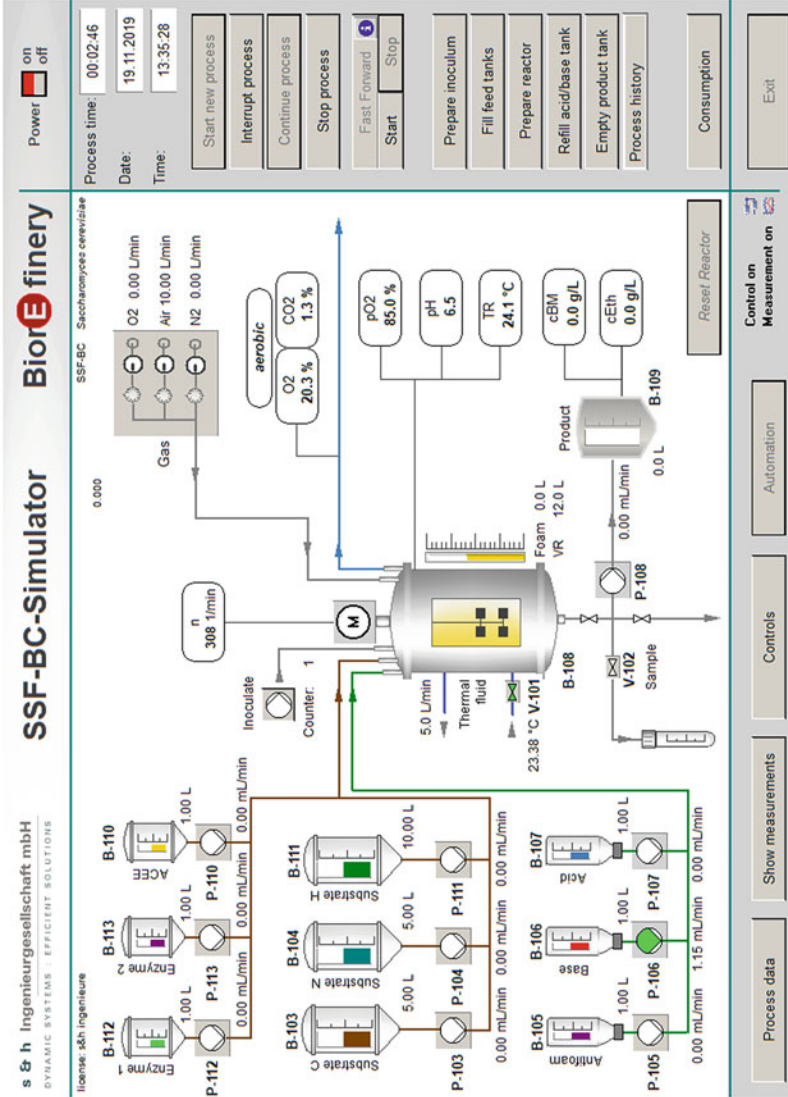 s & h Ingenieurgesellschaft mbH
DYNAMIC SYSTEMS : EFFICIENT SOLUTIONS
SSF-BC-Simulator
BiorEfinery
Power
on
off
license: s&h ingenieure
0.000
SSF-BC Saccharomyces cerevisiae
B-112
Enzyme 1
1.00 L
P-112
0.00 mL/min
B-113
Enzyme 2
1.00 L
P-113
0.00 mL/min
B-110
ACEE
1.00 L
P-110
0.00 mL/min
B-103
Substrate C
5.00 L
P-103
0.00 mL/min
B-104
Substrate N
5.00 L
P-104
0.00 mL/min
B-111
Substrate H
10.00 L
P-111
0.00 mL/min
B-105
Antifoam
1.00 L
P-105
0.00 mL/min
B-106
Base
1.00 L
P-106
1.15 mL/min
B-107
Acid
1.00 L
P-107
0.00 mL/min
Inoculate
Counter: 1
n
308 1/min
M
Gas
O2 0.00 L/min
Air 10.00 L/min
N2 0.00 L/min
aerobic
O2
20.3 %
CO2
1.3 %
pO2
85.0 %
pH
6.5
TR
24.1 °C
cBM
0.0 g/L
cEth
0.0 g/L
5.0 L/min
Thermal
fluid
23.38 °C V-101
B-108
Foam 0.0 L
VR 12.0 L
V-102
Sample
P-108
0.00 mL/min
Product
B-109
0.0 L
Reset Reactor
Process time: 00:02:46
Date: 19.11.2019
Time: 13:35:28
Start new process
Interrupt process
Continue process
Stop process
Fast Forward i
Start
Stop
Prepare inoculum
Fill feed tanks
Prepare reactor
Refill acid/base tank
Empty product tank
Process history
Consumption
Process data
Show measurements
Controls
Automation
Control on
Measurement on
Exit